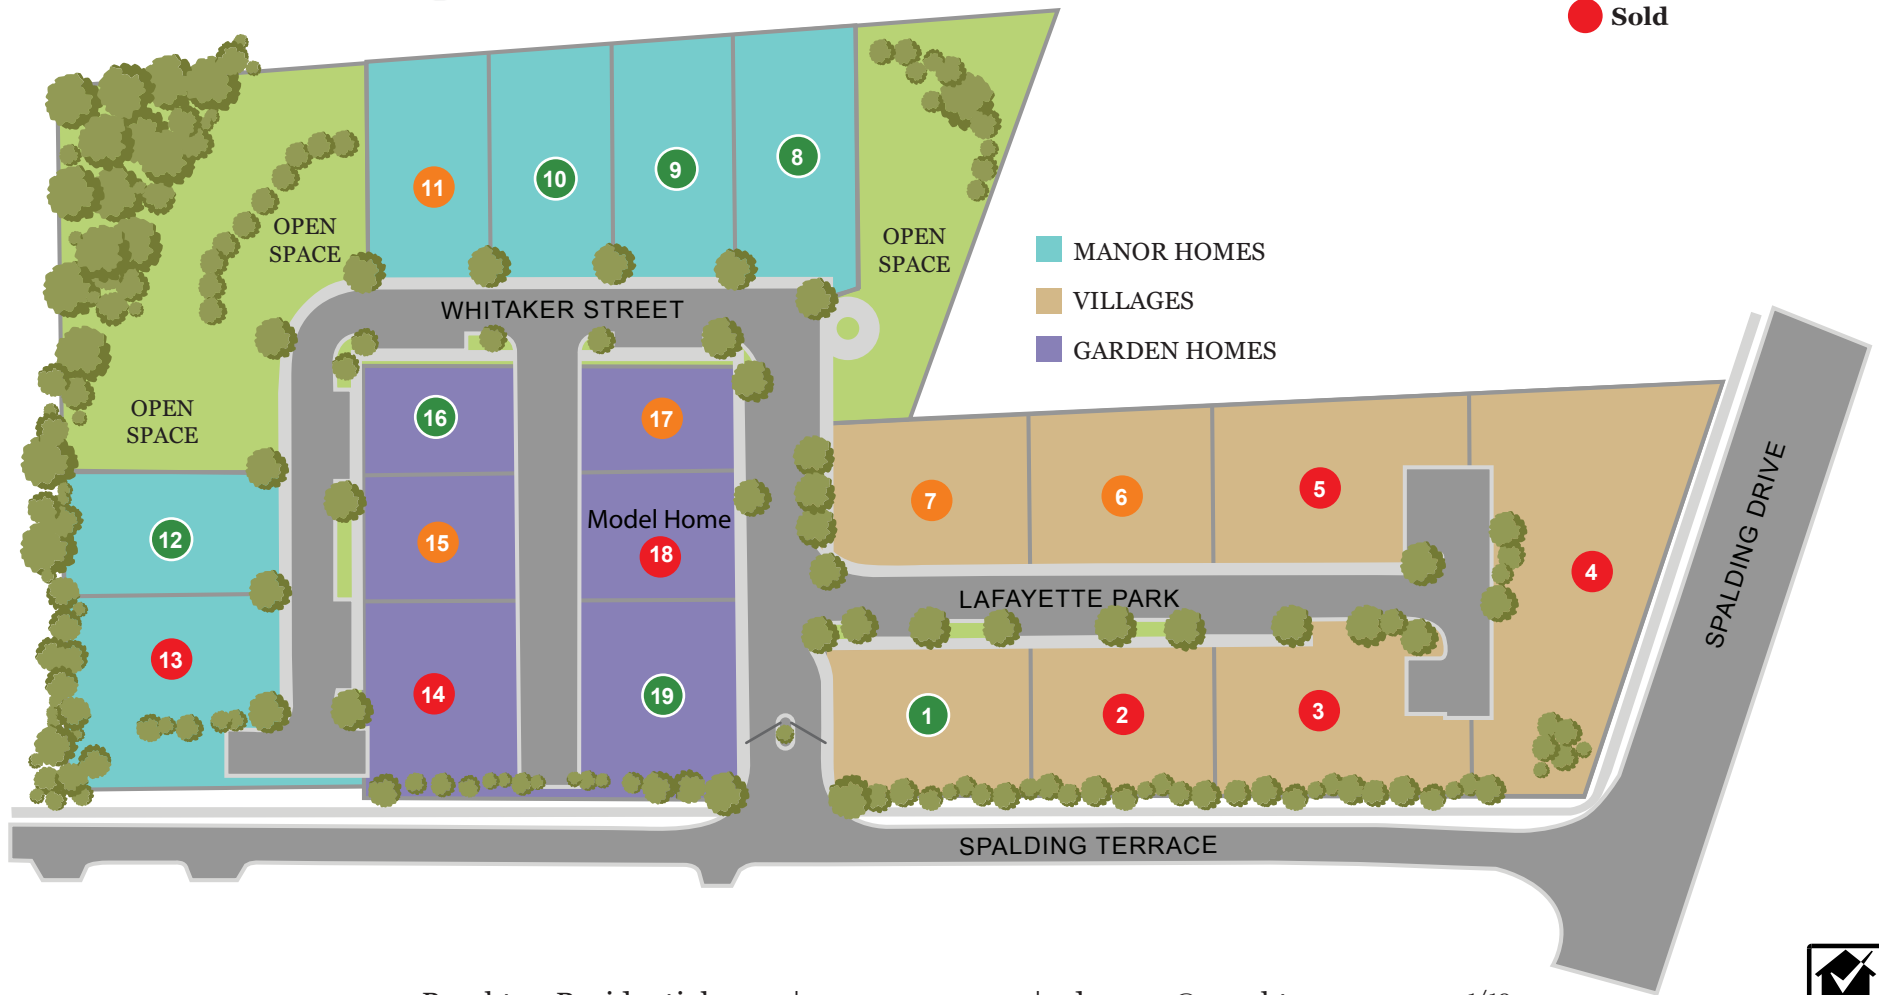 Sold
11
10
9
8
OPEN
SPACE
OPEN
SPACE
MANOR HOMES
VILLAGES
GARDEN HOMES
WHITAKER STREET
OPEN
SPACE
16
17
7
6
5
4
12
15
Model Home
18
SPALDING DRIVE
LAFAYETTE PARK
13
14
19
1
2
3
SPALDING TERRACE